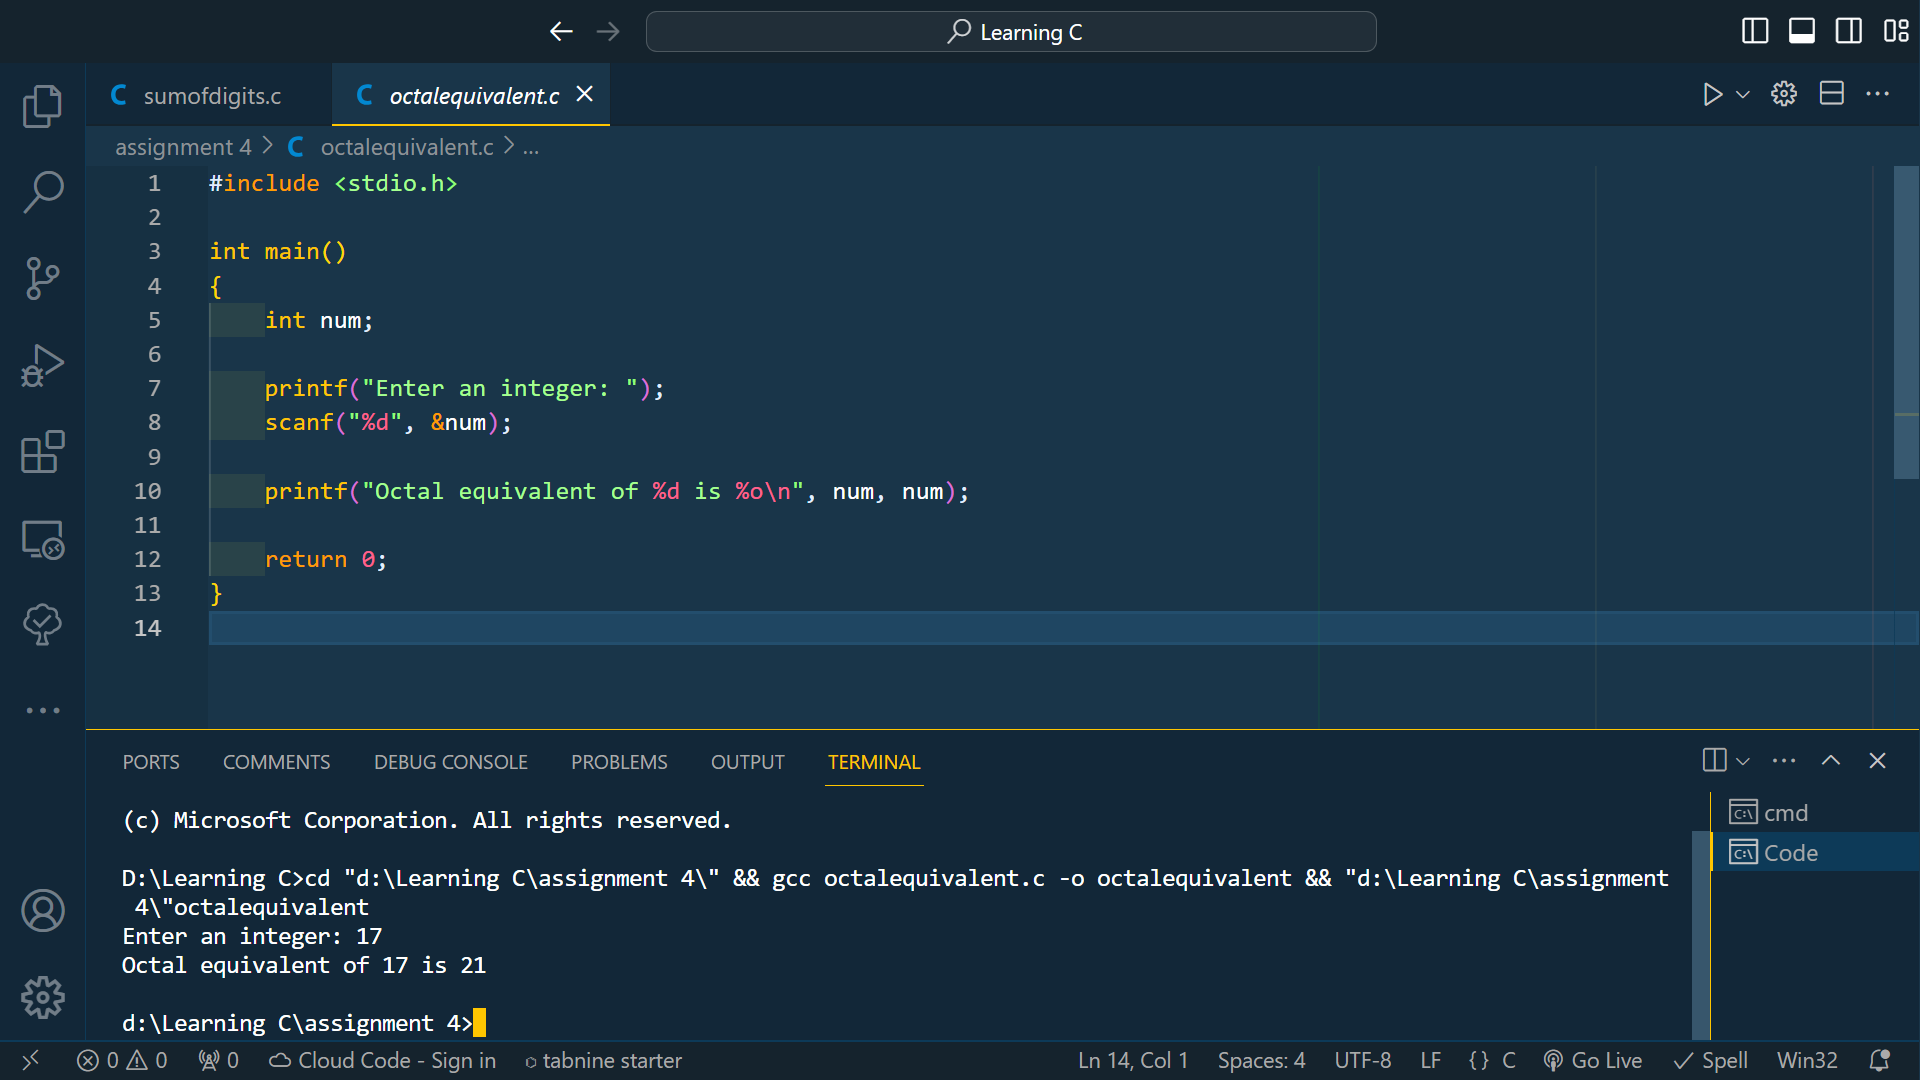 Learning C
C sumofdigits.c
C octalequivalent.c
assignment 4 > C octalequivalent.c > ...
1 #include <stdio.h>
2
3 int main()
4 {
5     int num;
6
7     printf("Enter an integer: ");
8     scanf("%d", &num);
9
10     printf("Octal equivalent of %d is %o\n", num, num);
11
12     return 0;
13 }
14
PORTS COMMENTS DEBUG CONSOLE PROBLEMS OUTPUT TERMINAL
(c) Microsoft Corporation. All rights reserved.
D:\Learning C>cd "d:\Learning C\assignment 4\" && gcc octalequivalent.c -o octalequivalent && "d:\Learning C\assignment
 4\"octalequivalent
Enter an integer: 17
Octal equivalent of 17 is 21
d:\Learning C\assignment 4>
cmd
Code
0 0 0 Cloud Code - Sign in tabnine starter Ln 14, Col 1 Spaces: 4 UTF-8 LF {} C Go Live Spell Win32